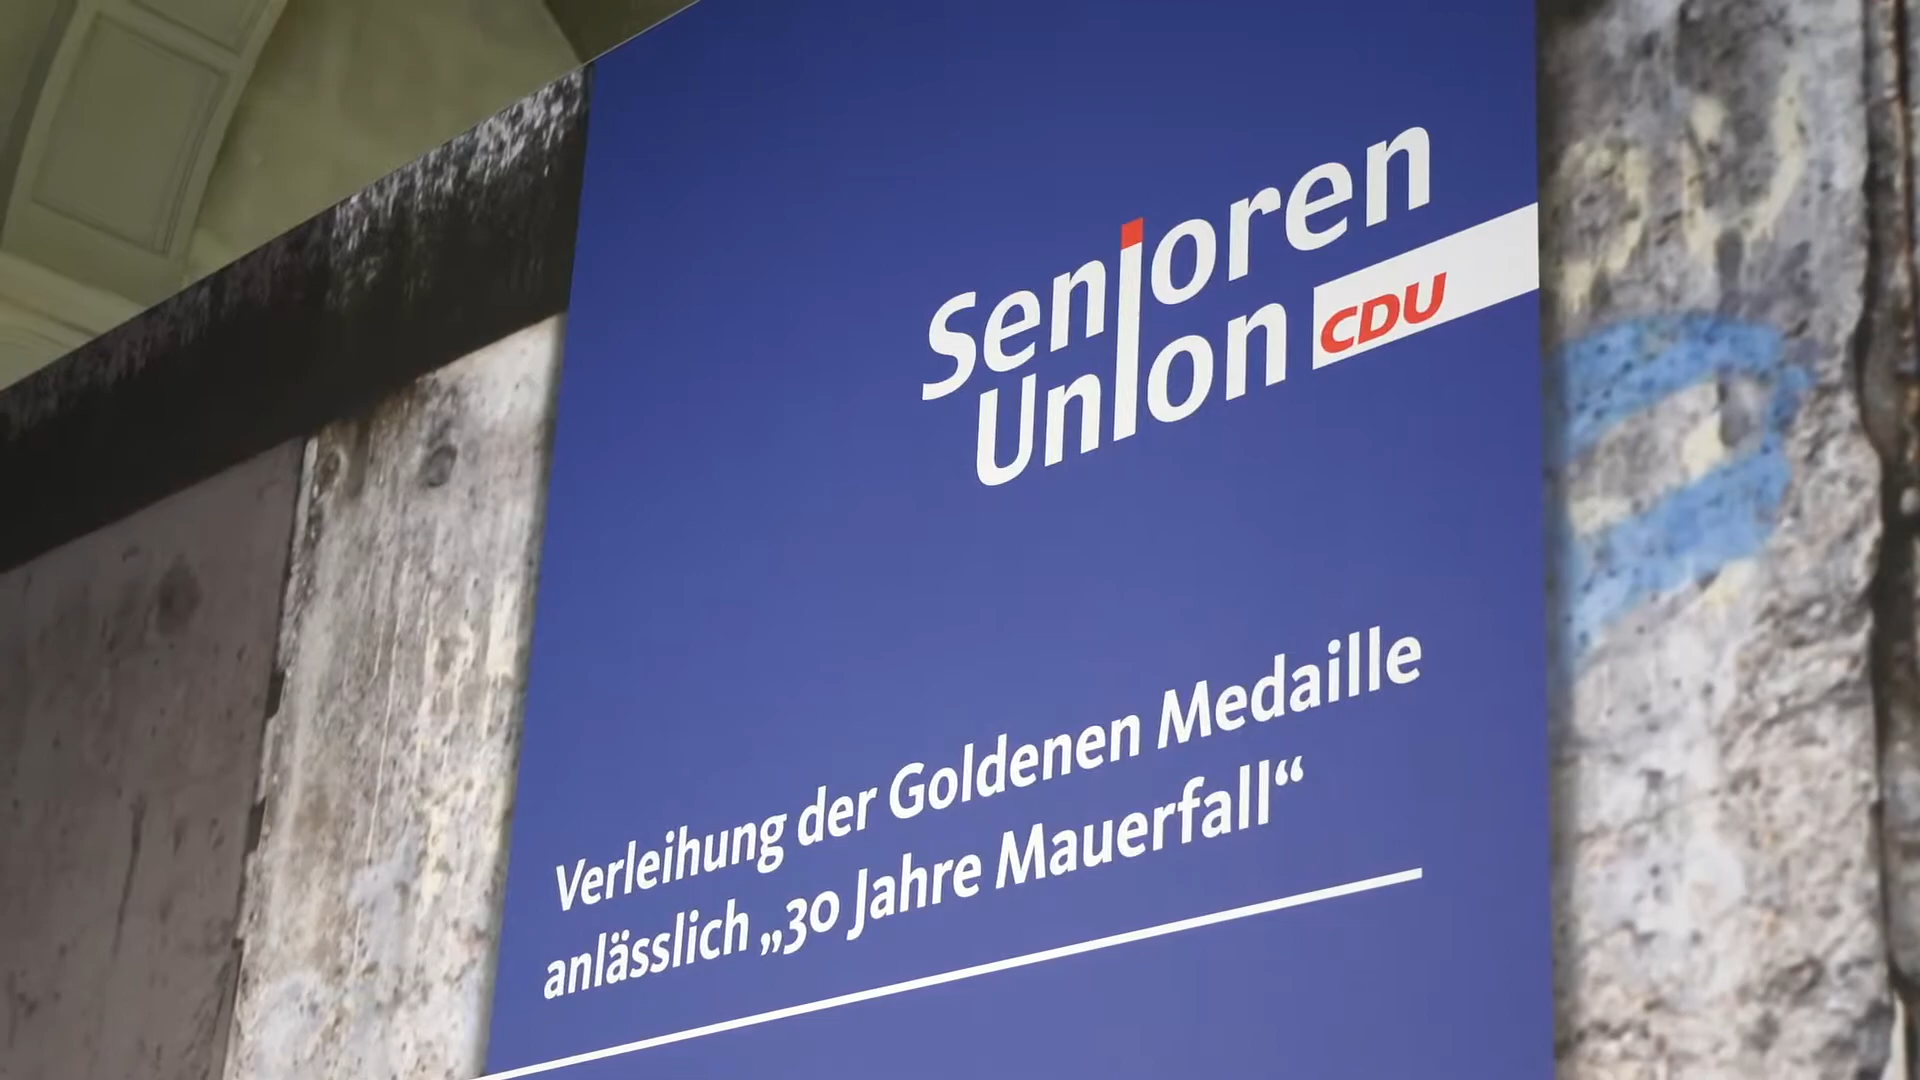 Senioren
Union CDU
Verleihung der Goldenen Medaille
anlässlich „30 Jahre Mauerfall“